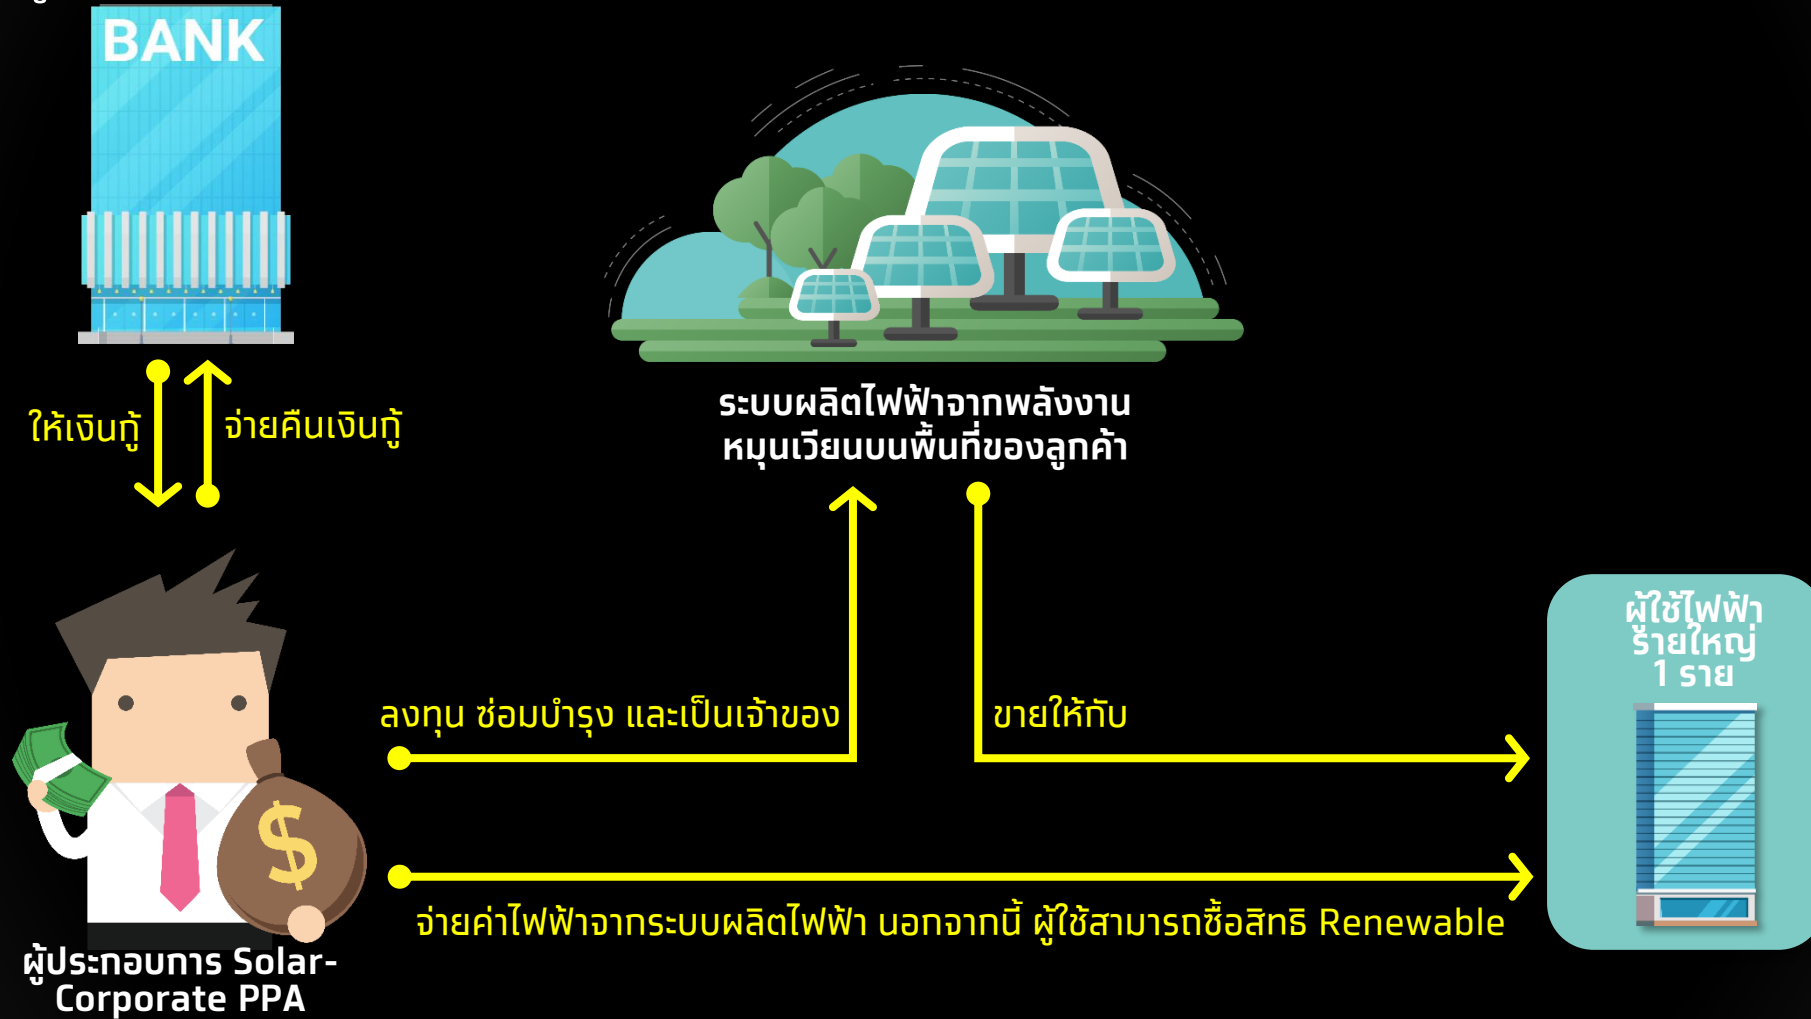 BANK
ให้เงินกู้
จ่ายคืนเงินกู้
ระบบผลิตไฟฟ้าจากพลังงาน
หมุนเวียนบนพื้นที่ของลูกค้า
ผู้ใช้ไฟฟ้า
รายใหญ่
1 ราย
ลงทุน ซ่อมบำรุง และเป็นเจ้าของ
ขายให้กับ
$
จ่ายค่าไฟฟ้าจากระบบผลิตไฟฟ้า นอกจากนี้ ผู้ใช้สามารถซื้อสิทธิ Renewable
ผู้ประกอบการ Solar-
Corporate PPA